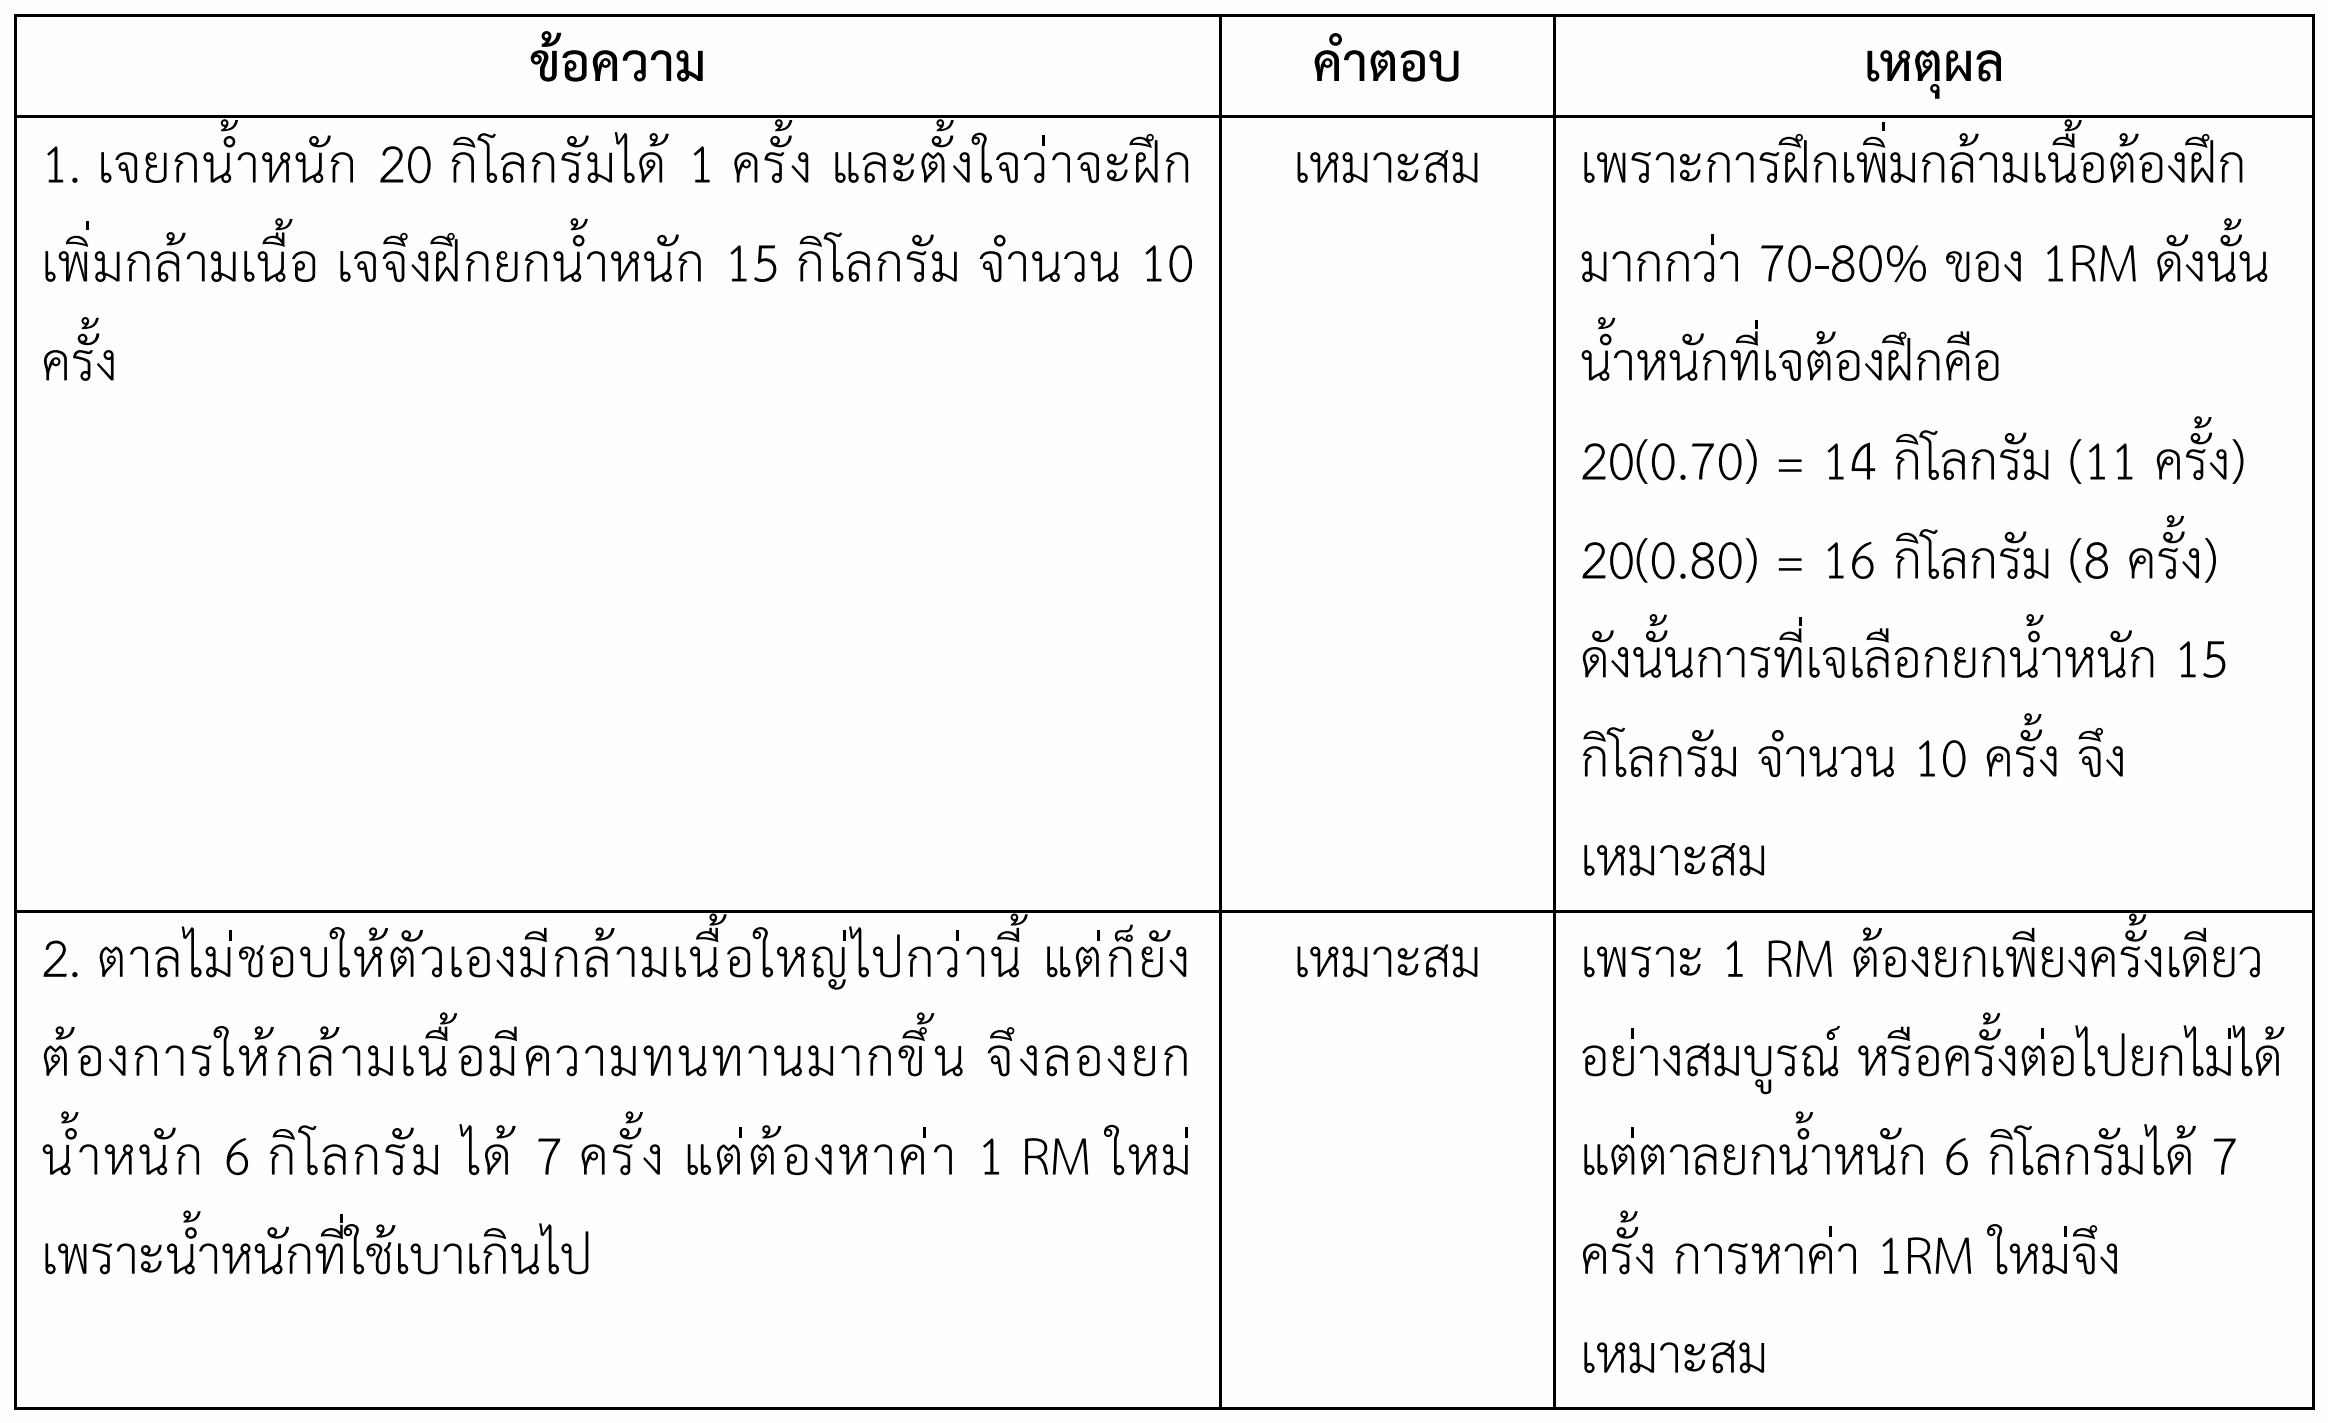 ข้อความ
คำตอบ
เหตุผล
1. เจยกน้ำหนัก 20 กิโลกรัมได้ 1 ครั้ง และตั้งใจว่าจะฝึก
เพิ่มกล้ามเนื้อ เจจึงฝึกยกน้ำหนัก 15 กิโลกรัม จำนวน 10
ครั้ง
เหมาะสม
เพราะการฝึกเพิ่มกล้ามเนื้อต้องฝึก
มากกว่า 70-80% ของ 1RM ดังนั้น
น้ำหนักที่เจต้องฝึกคือ
20(0.70) = 14 กิโลกรัม (11 ครั้ง)
20(0.80) = 16 กิโลกรัม (8 ครั้ง)
ดังนั้นการที่เจเลือกยกน้ำหนัก 15
กิโลกรัม จำนวน 10 ครั้ง จึง
เหมาะสม
2. ตาลไม่ชอบให้ตัวเองมีกล้ามเนื้อใหญ่ไปกว่านี้ แต่ก็ยัง
ต้องการให้กล้ามเนื้อมีความทนทานมากขึ้น จึงลองยก
น้ำหนัก 6 กิโลกรัม ได้ 7 ครั้ง แต่ต้องหาค่า 1 RM ใหม่
เพราะน้ำหนักที่ใช้เบาเกินไป
เหมาะสม
เพราะ 1 RM ต้องยกเพียงครั้งเดียว
อย่างสมบูรณ์ หรือครั้งต่อไปยกไม่ได้
แต่ตาลยกน้ำหนัก 6 กิโลกรัมได้ 7
ครั้ง การหาค่า 1RM ใหม่จึง
เหมาะสม